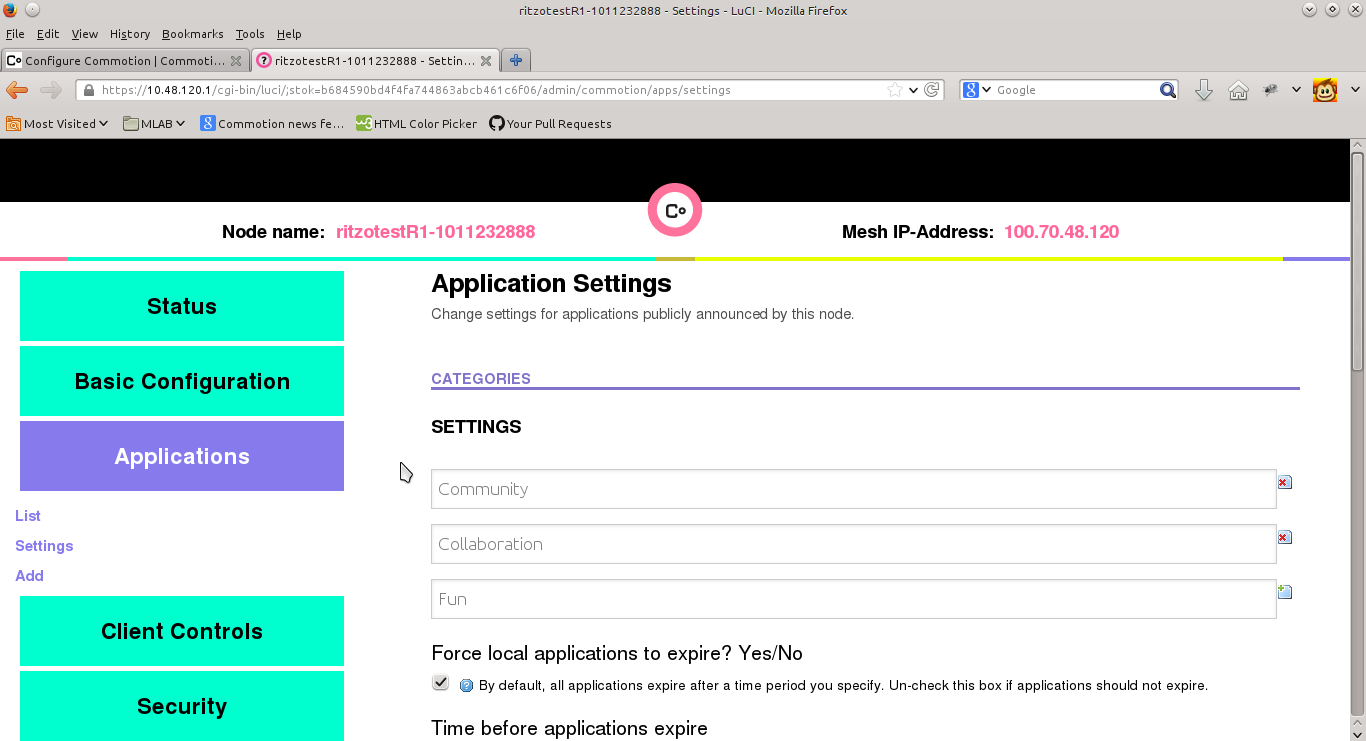 ritzotestR1-1011232888 - Settings - LuCI - Mozilla Firefox
File Edit View History Bookmarks Tools Help
Configure Commotion | Commoti... ritzotestR1-1011232888 - Settin...
https://10.48.120.1/cgi-bin/luci/;stok=b684590bd4f4fa744863abcb461c6f06/admin/commotion/apps/settings Google
Most Visited MLAB Commotion news fe... HTML Color Picker Your Pull Requests
Node name: ritzotestR1-1011232888 Co Mesh IP-Address: 100.70.48.120
Status
Basic Configuration
Applications
List
Settings
Add
Client Controls
Security
Application Settings
Change settings for applications publicly announced by this node.
CATEGORIES
SETTINGS
Community
Collaboration
Fun
Force local applications to expire? Yes/No
By default, all applications expire after a time period you specify. Un-check this box if applications should not expire.
Time before applications expire